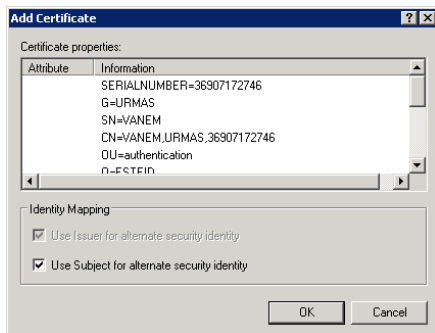 Add Certificate
Certificate properties:
Attribute Information
SERIALNUMBER=36907172746
G=URMAS
SN=VANEM
CN=VANEM,URMAS,36907172746
OU=authentication
O=ESTEID
Identity Mapping
Use Issuer for alternate security identity
Use Subject for alternate security identity
OK Cancel